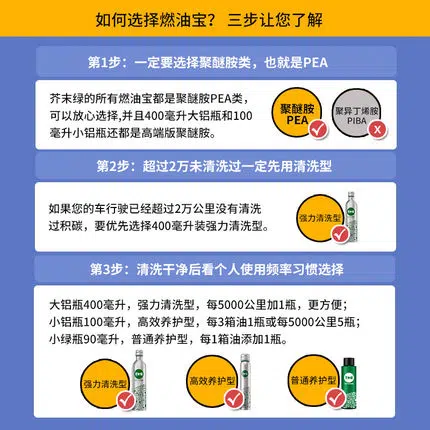 如何选择燃油宝？ 三步让您了解
第1步：一定要选择聚醚胺类，也就是PEA
芥末绿的所有燃油宝都是聚醚胺PEA类，
可以放心选择,并且400毫升大铝瓶和100
毫升小铝瓶还都是高端版聚醚胺。
聚醚胺
PEA
聚异丁烯胺
PIBA
X
第2步：超过2万未清洗过一定先用清洗型
如果您的车行驶已经超过2万公里没有清洗
过积碳，要优先选择400毫升装强力清洗型。
强力清洗型
第3步：清洗干净后看个人使用频率习惯选择
大铝瓶400毫升，强力清洗型，每5000公里加1瓶，更方便；
小铝瓶100毫升，高效养护型，每3箱油1瓶或每5000公里5瓶；
小绿瓶90毫升，普通养护型，每1箱油添加1瓶。
强力清洗型
高效养护型
普通养护型